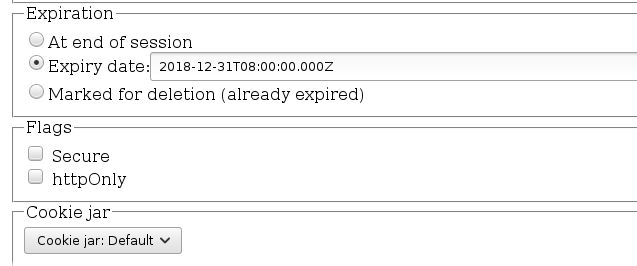 Expiration
At end of session
Expiry date: 2018-12-31T08:00:00.000Z
Marked for deletion (already expired)
Flags
Secure
httpOnly
Cookie jar
Cookie jar: Default